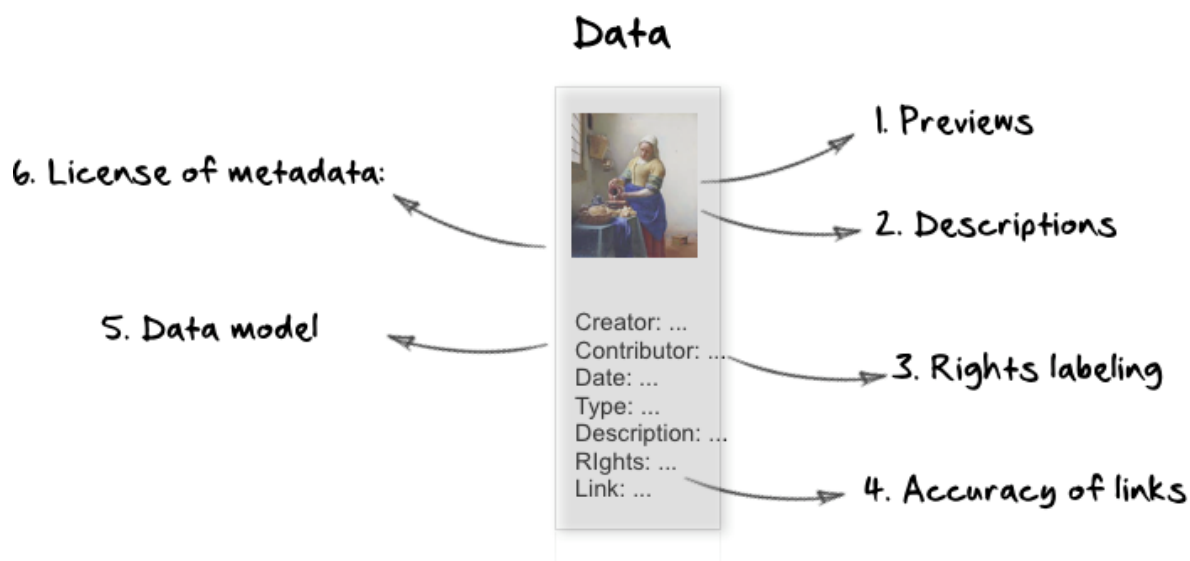 Data
1. Previews
6. License of metadata:
2. Descriptions
Creator: ...
5. Data model
Contributor: ...
3. Rights labeling
Date: ...
Type: ...
Description: ...
RIghts: ...
Link: ...
4. Accuracy of links